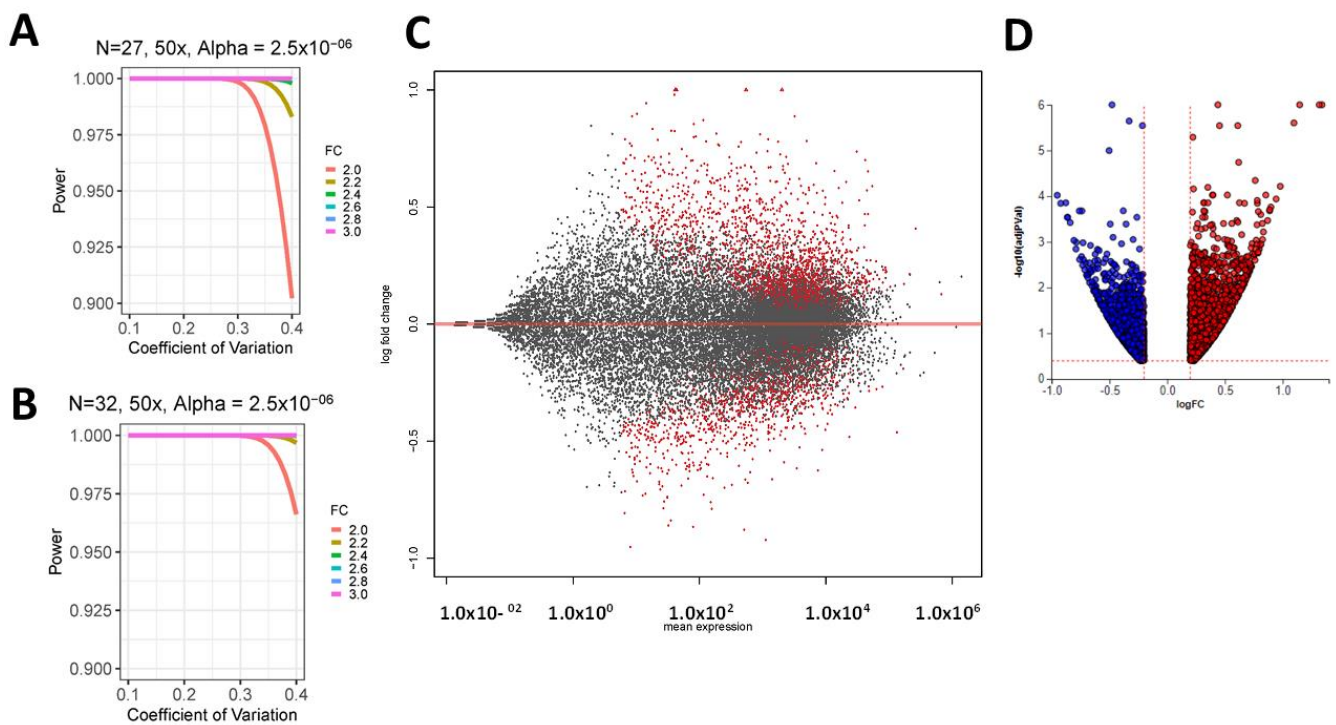 A
N=27, 50x, Alpha = 2.5x10⁻⁰⁶
1.000
0.975
0.950
0.925
0.900
Power
0.1 0.2 0.3 0.4
Coefficient of Variation
FC
2.0
2.2
2.4
2.6
2.8
3.0
B
N=32, 50x, Alpha = 2.5x10⁻⁰⁶
1.000
0.975
0.950
0.925
0.900
Power
0.1 0.2 0.3 0.4
Coefficient of Variation
FC
2.0
2.2
2.4
2.6
2.8
3.0
C
1.0
0.5
0.0
-0.5
-1.0
log fold change
1.0x10-⁰² 1.0x10⁰ 1.0x10² 1.0x10⁴ 1.0x10⁶
mean expression
D
6
5
4
3
2
1
0
-log10(adjPVal)
-1.0 -0.5 0.0 0.5 1.0
logFC